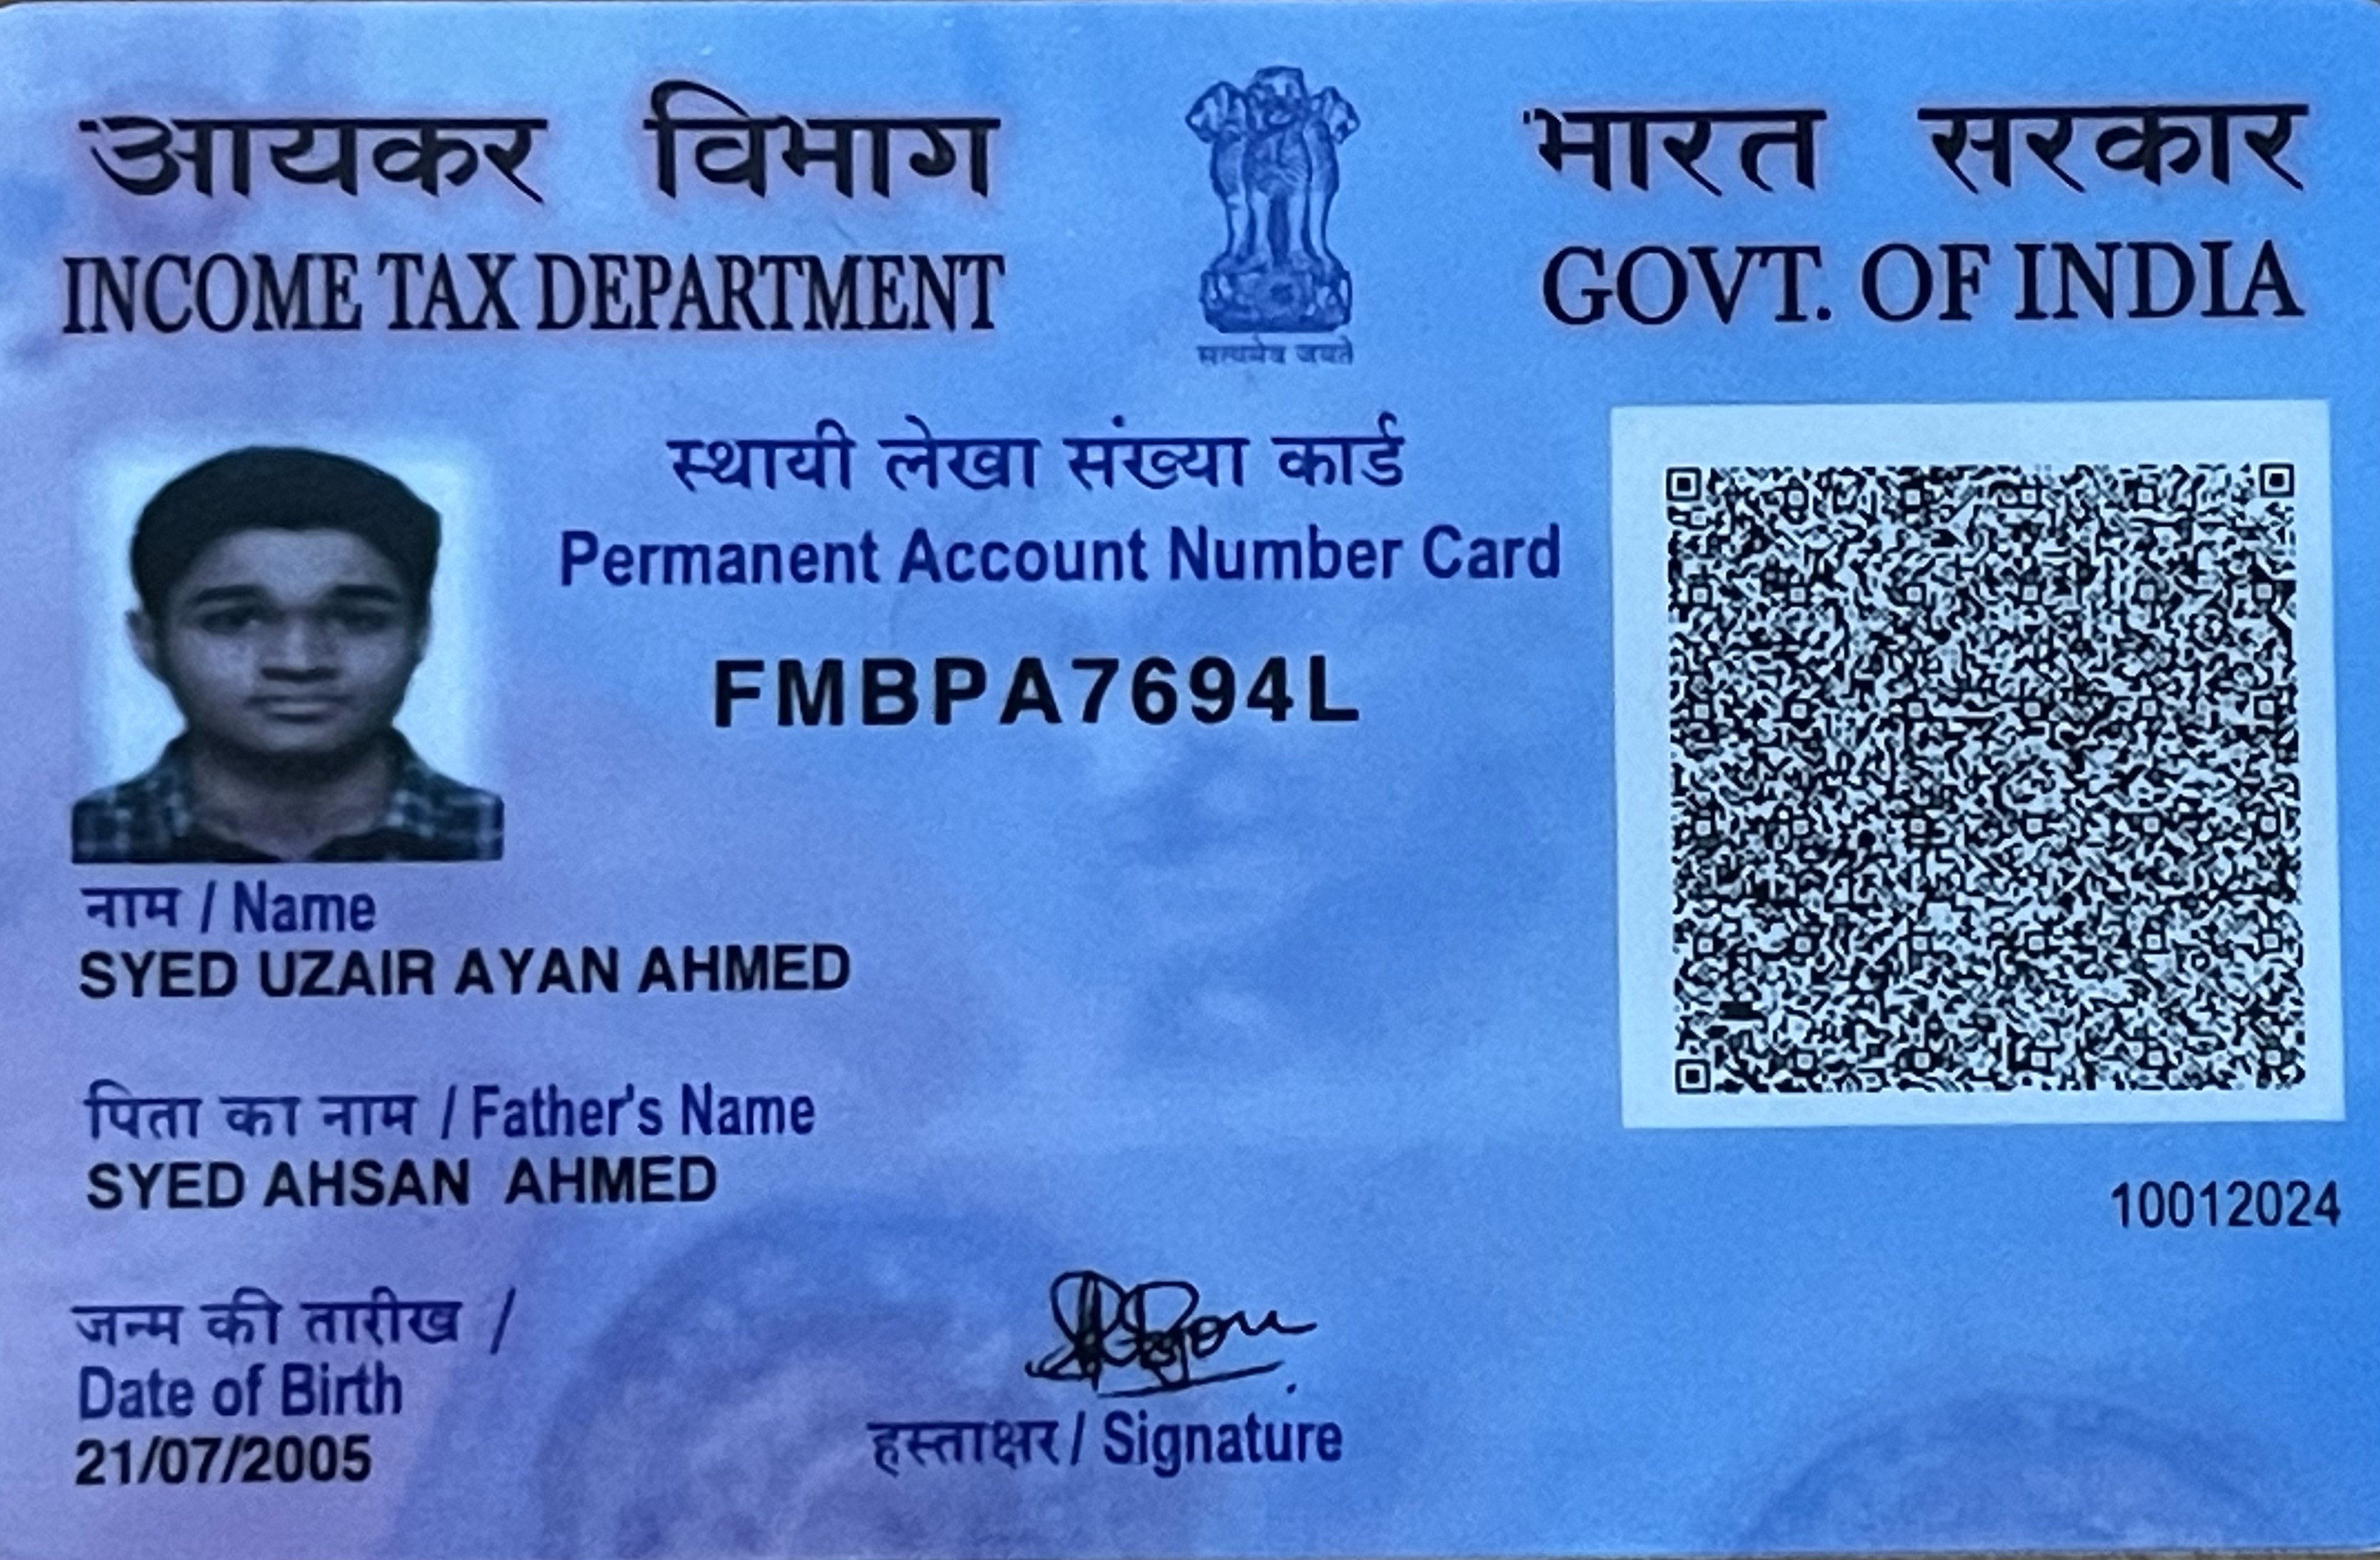 आयकर विभाग
INCOME TAX DEPARTMENT
सत्यमेव जयते
भारत सरकार
GOVT. OF INDIA
स्थायी लेखा संख्या कार्ड
Permanent Account Number Card
FMBPA7694L
नाम / Name
SYED UZAIR AYAN AHMED
पिता का नाम / Father's Name
SYED AHSAN AHMED
10012024
जन्म की तारीख /
Date of Birth
21/07/2005
हस्ताक्षर / Signature